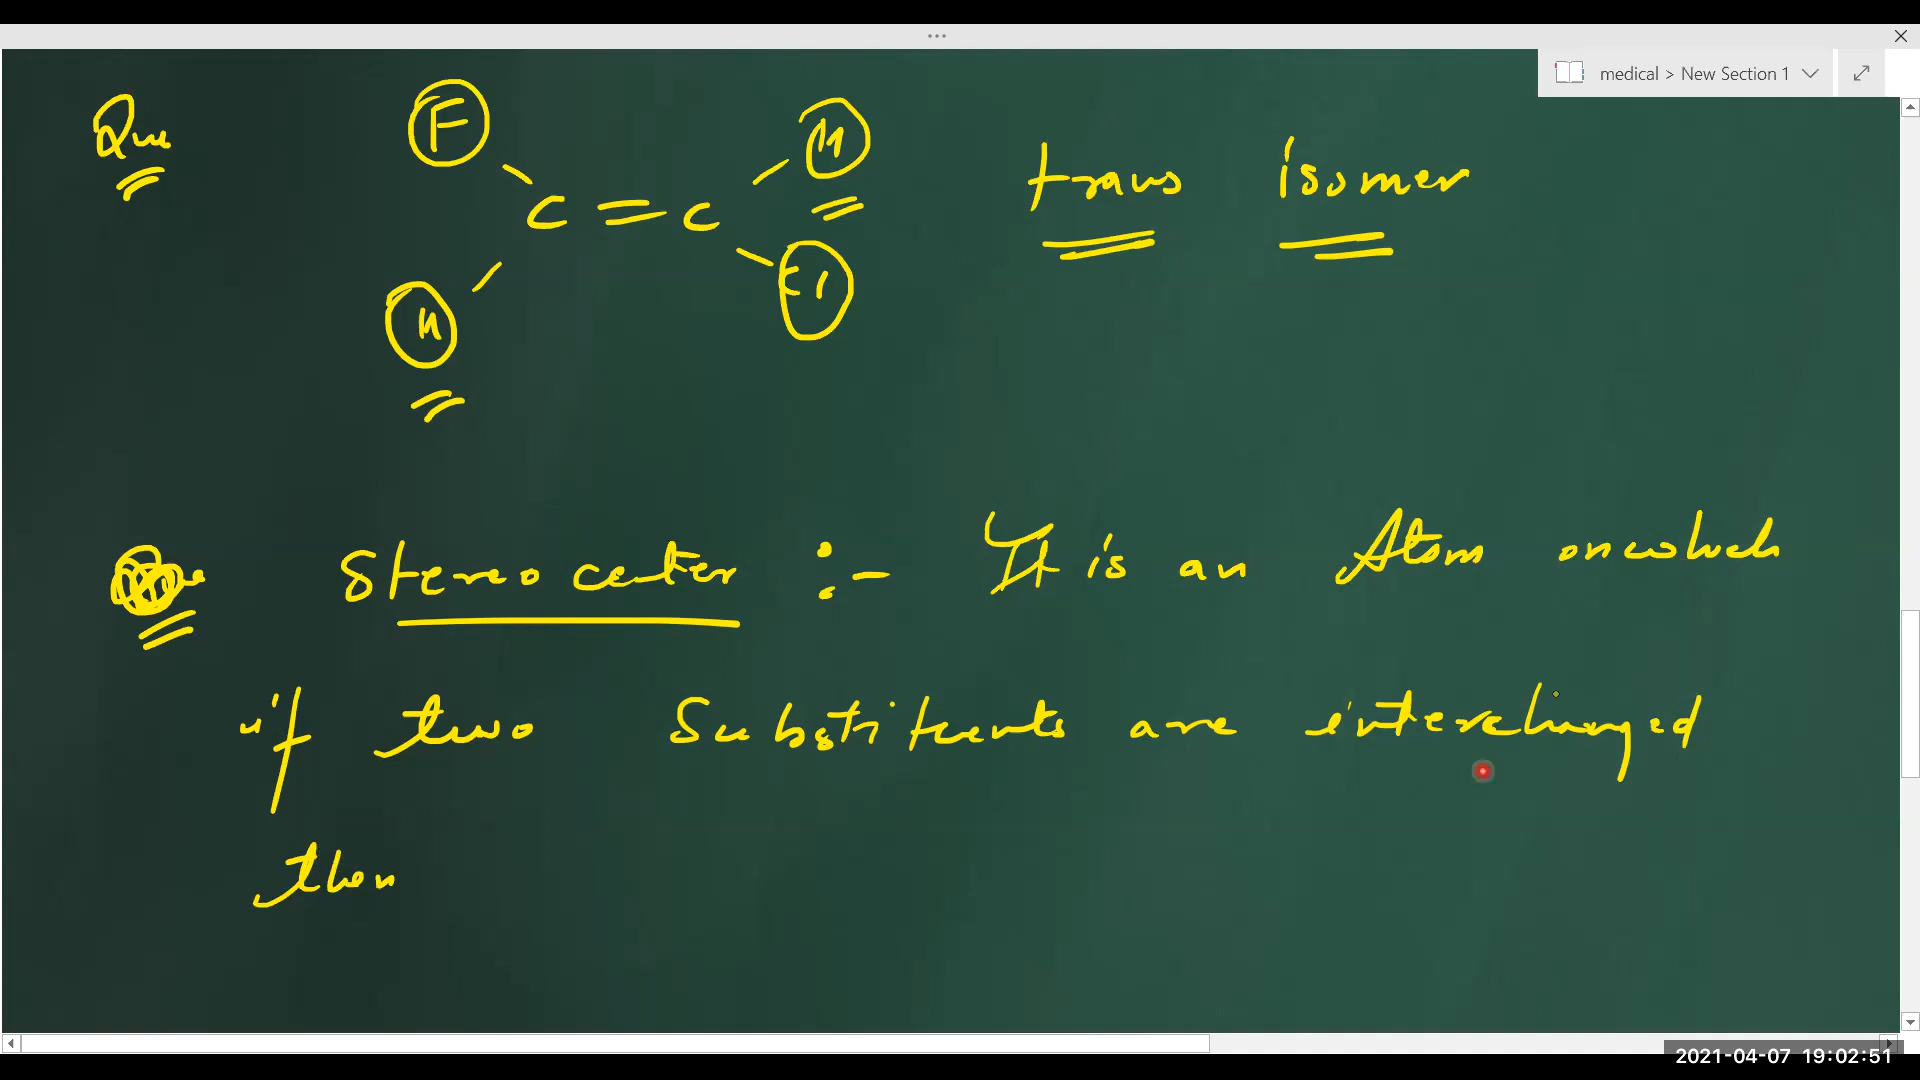 medical > New Section 1
Que
F H
C = C trans isomer
H Cl
Stereo center :- It is an Atom on which
if two Substituents are interchanged
then
2021-04-07 19:02:51